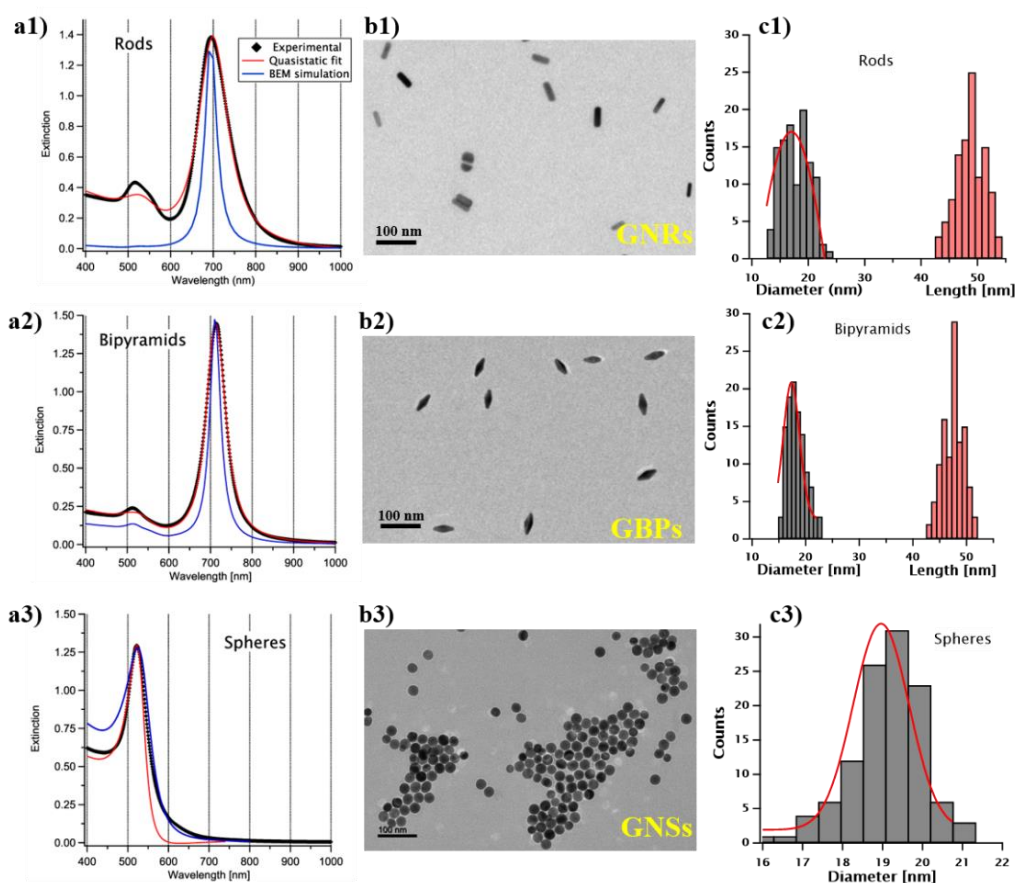 a1)
Rods
Experimental
Quasistatic fit
BEM simulation
1.4
1.2
1.0
0.8
0.6
0.4
0.2
0.0
Extinction
400 500 600 700 800 900 1000
Wavelength (nm)
b1)
100 nm
GNRs
c1)
Rods
30
25
20
15
10
5
0
Counts
20 30 40 50
Diameter (nm) Length [nm]
a2)
Bipyramids
1.50
1.25
1.00
0.75
0.50
0.25
0.00
Extinction
400 500 600 700 800 900 1000
Wavelength [nm]
b2)
100 nm
GBPs
c2)
Bipyramids
30
25
20
15
10
5
0
Counts
10 20 30 40 50
Diameter [nm] Length [nm]
a3)
Spheres
1.50
1.25
1.00
0.75
0.50
0.25
0.00
Extinction
400 500 600 700 800 900 1000
Wavelength [nm]
b3)
100 nm
GNSs
c3)
Spheres
30
25
20
15
10
5
0
Counts
16 17 18 19 20 21 22
Diameter [nm]